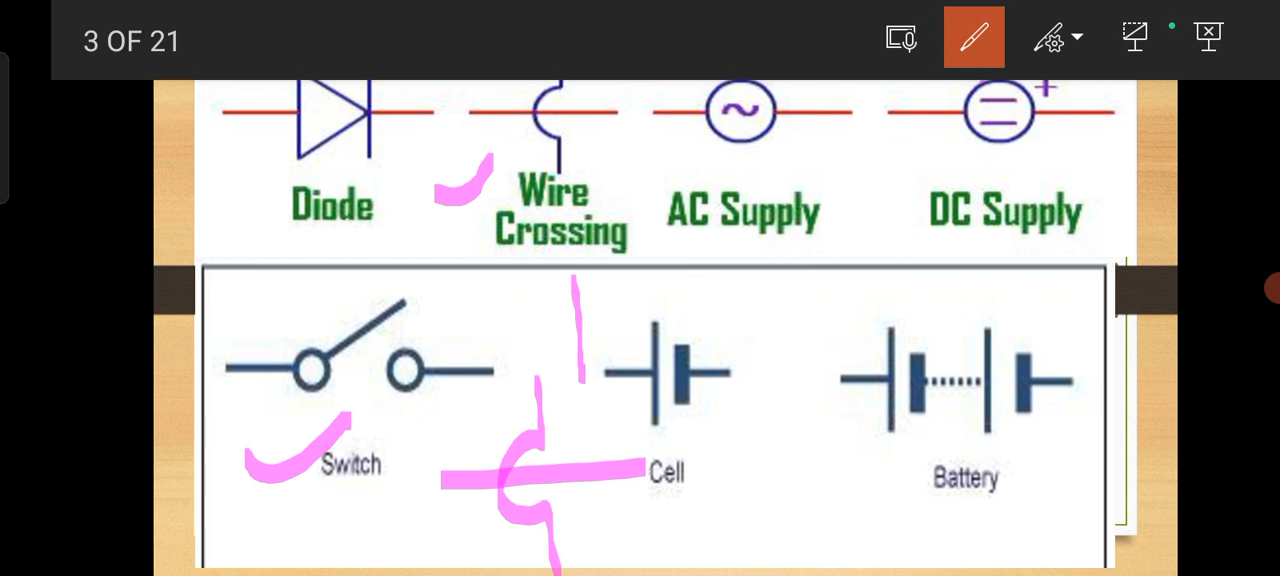 3 OF 21
Diode
Wire
Crossing
AC Supply
DC Supply
Switch
Cell
Battery